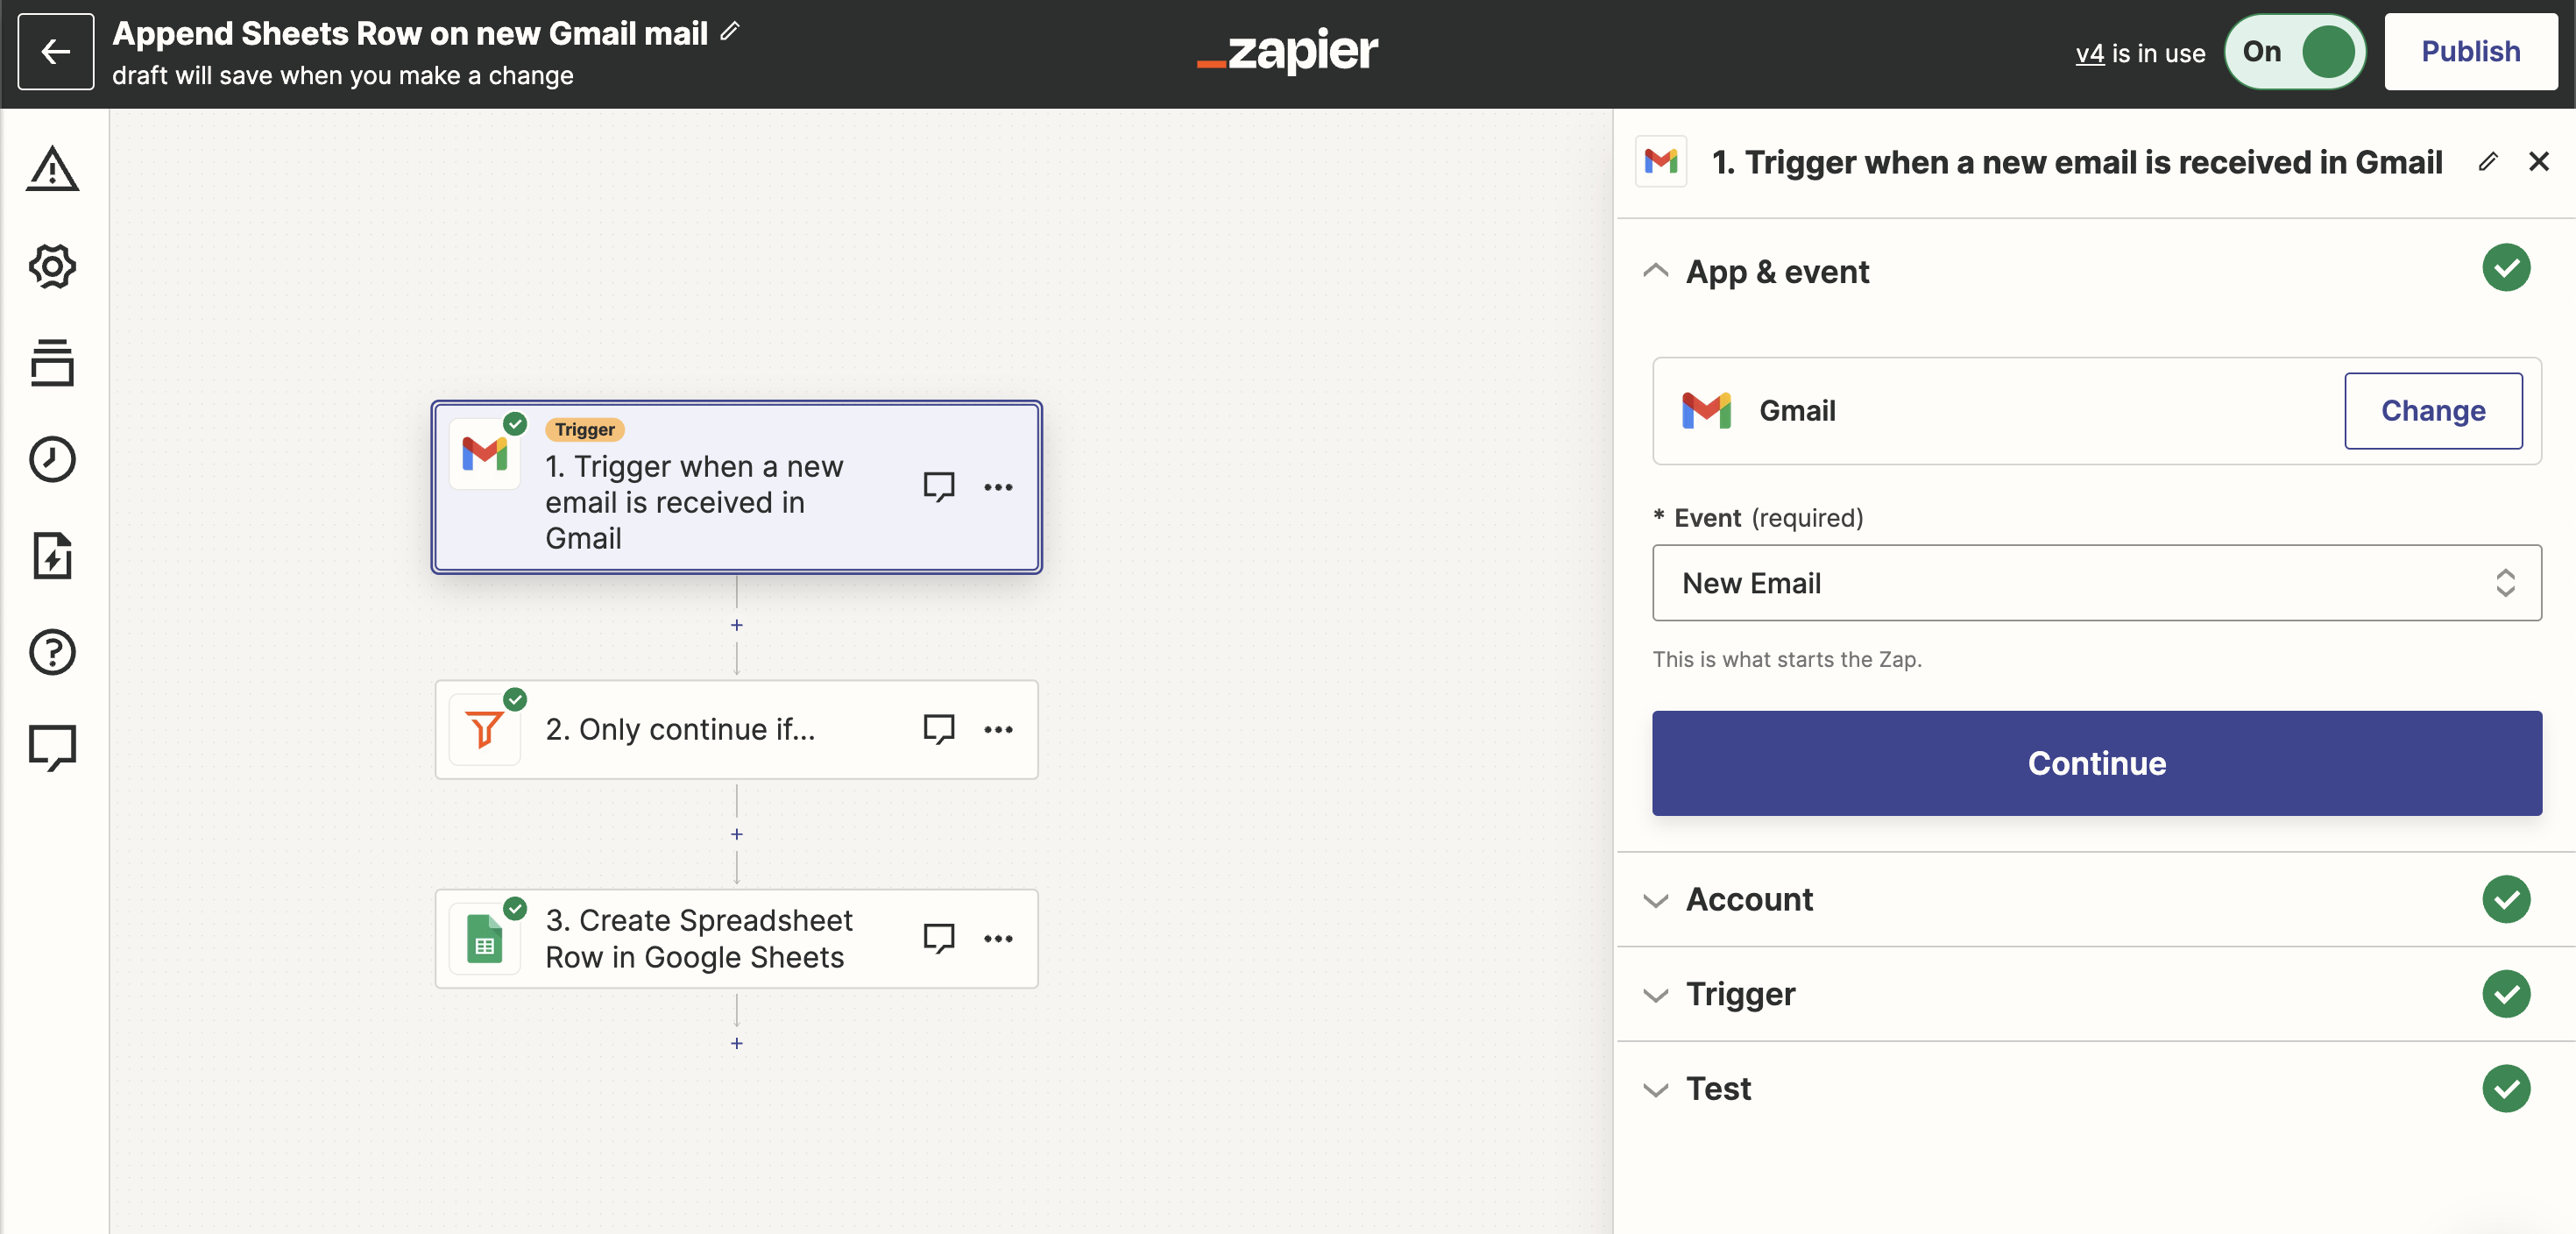 Append Sheets Row on new Gmail mail
draft will save when you make a change
zapier
v4 is in use
On
Publish
Trigger
1. Trigger when a new
email is received in
Gmail
2. Only continue if...
3. Create Spreadsheet
Row in Google Sheets
1. Trigger when a new email is received in Gmail
App & event
Gmail
Change
* Event (required)
New Email
This is what starts the Zap.
Continue
Account
Trigger
Test